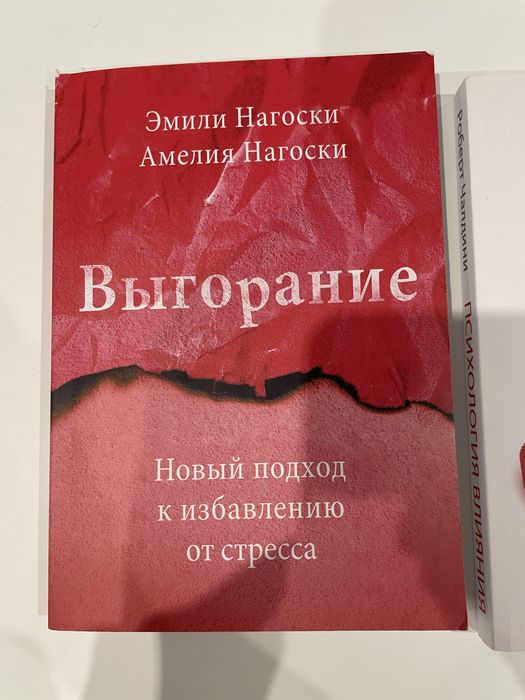 Эмили Нагоски
Амелия Нагоски
Выгорание
Новый подход
к избавлению
от стресса
Роберт Чалдини ПСИХОЛОГИЯ ВЛИЯНИЯ